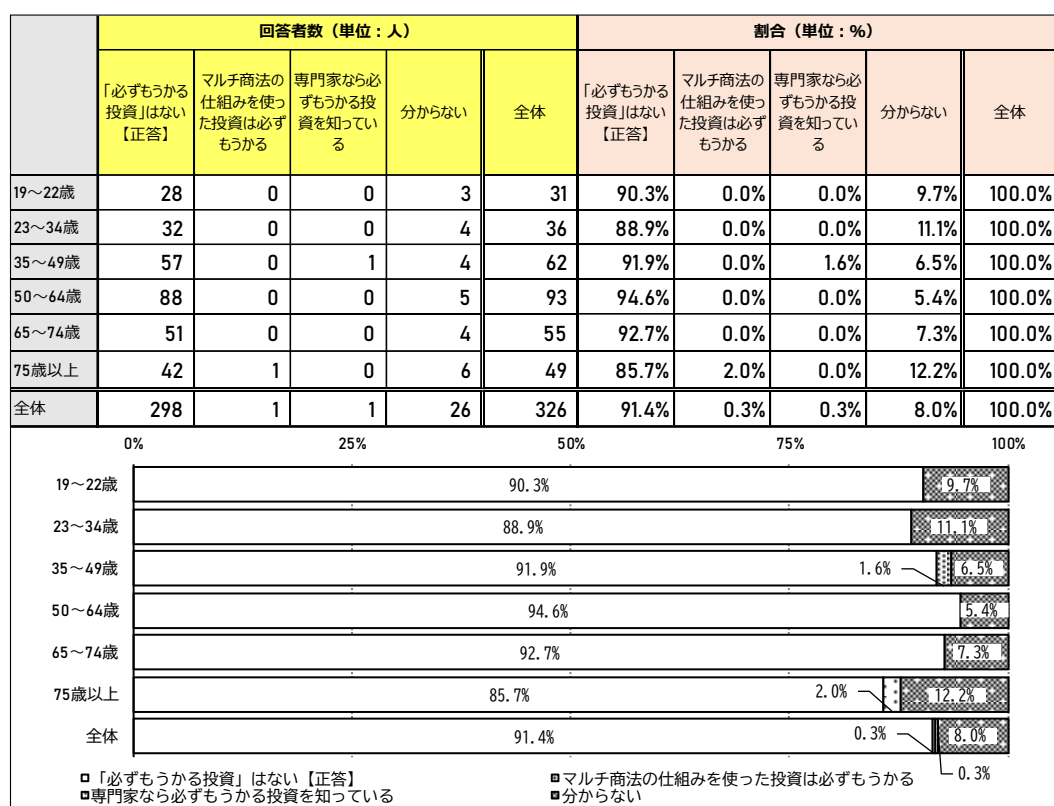 回答者数（単位：人） 割合（単位：%）
「必ずもうかる投資」はない【正答】 マルチ商法の仕組みを使った投資は必ずもうかる 専門家なら必ずもうかる投資を知っている 分からない 全体 「必ずもうかる投資」はない【正答】 マルチ商法の仕組みを使った投資は必ずもうかる 専門家なら必ずもうかる投資を知っている 分からない 全体
19～22歳 28 0 0 3 31 90.3% 0.0% 0.0% 9.7% 100.0%
23～34歳 32 0 0 4 36 88.9% 0.0% 0.0% 11.1% 100.0%
35～49歳 57 0 1 4 62 91.9% 0.0% 1.6% 6.5% 100.0%
50～64歳 88 0 0 5 93 94.6% 0.0% 0.0% 5.4% 100.0%
65～74歳 51 0 0 4 55 92.7% 0.0% 0.0% 7.3% 100.0%
75歳以上 42 1 0 6 49 85.7% 2.0% 0.0% 12.2% 100.0%
全体 298 1 1 26 326 91.4% 0.3% 0.3% 8.0% 100.0%
0% 25% 50% 75% 100%
19～22歳 90.3% 9.7%
23～34歳 88.9% 11.1%
35～49歳 91.9% 1.6% 6.5%
50～64歳 94.6% 5.4%
65～74歳 92.7% 7.3%
75歳以上 85.7% 2.0% 12.2%
全体 91.4% 0.3% 8.0%
0.3%
「必ずもうかる投資」はない【正答】 マルチ商法の仕組みを使った投資は必ずもうかる
専門家なら必ずもうかる投資を知っている 分からない